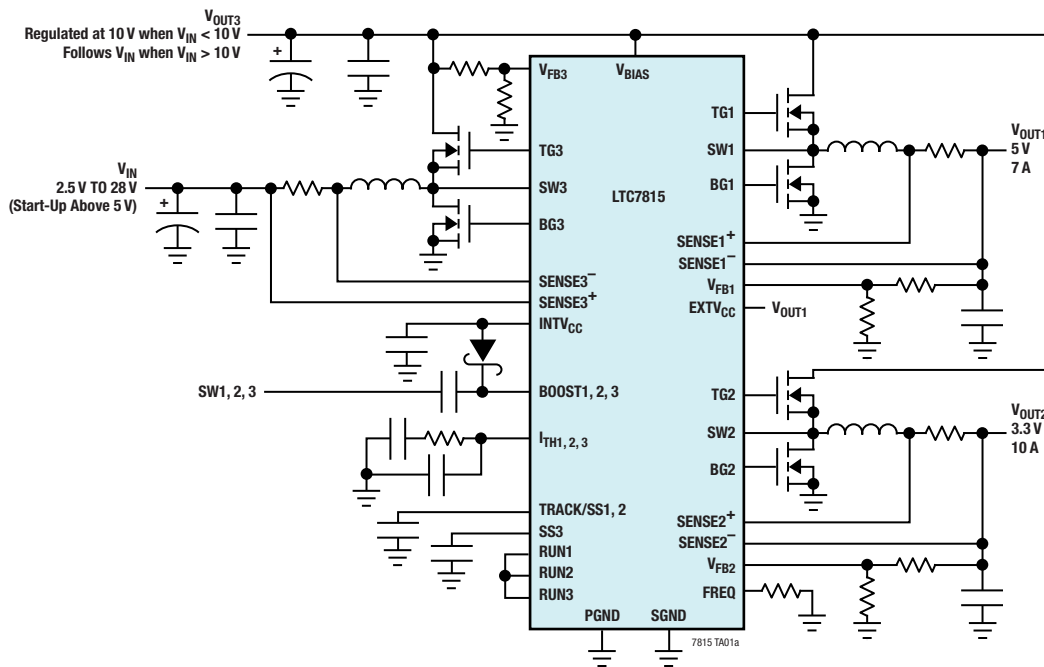 VOUT3
Regulated at 10 V when VIN < 10 V
Follows VIN when VIN > 10 V
+
VIN
2.5 V TO 28 V
(Start-Up Above 5 V)
+
VFB3
VBIAS
TG3
SW3
BG3
SENSE3−
SENSE3+
INTVCC
SW1, 2, 3
BOOST1, 2, 3
ITH1, 2, 3
TRACK/SS1, 2
SS3
RUN1
RUN2
RUN3
PGND
SGND
LTC7815
TG1
SW1
BG1
SENSE1+
SENSE1−
VFB1
EXTVCC
VOUT1
VOUT1
5 V
7 A
TG2
SW2
BG2
SENSE2+
SENSE2−
VFB2
FREQ
VOUT2
3.3 V
10 A
7815 TA01a